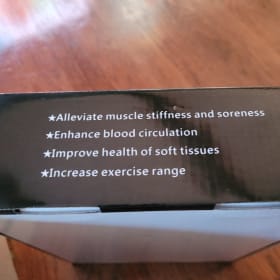 ★Alleviate muscle stiffness and soreness
★Enhance blood circulation
★Improve health of soft tissues
★Increase exercise range